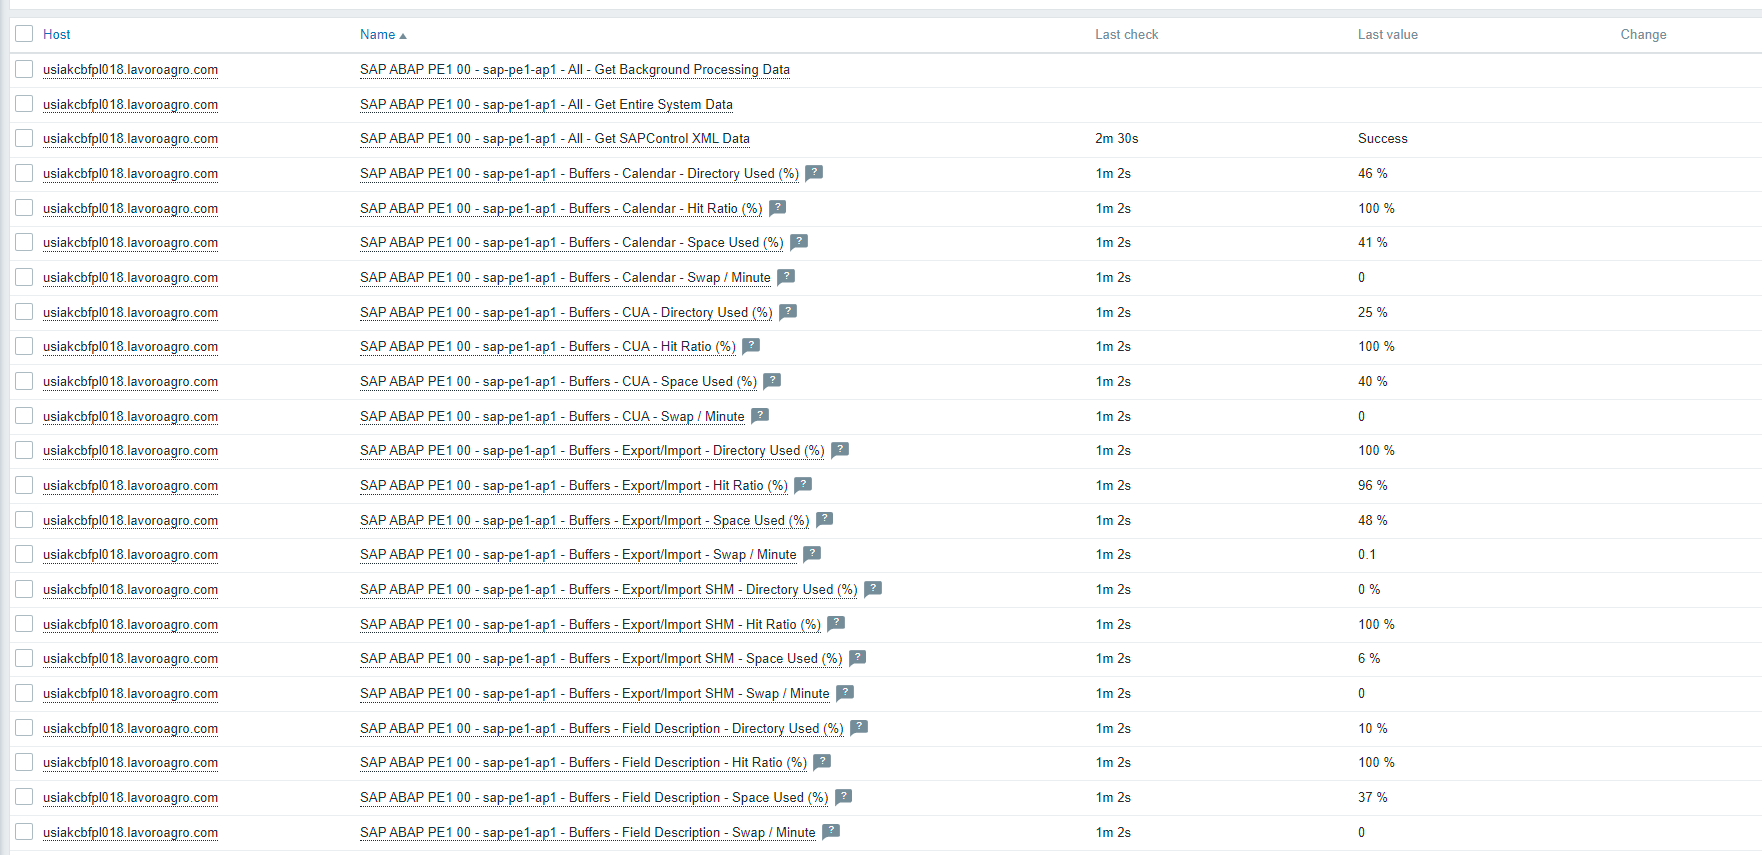 Host Name Last check Last value Change
usiakcbfpl018.lavoroagro.com SAP ABAP PE1 00 - sap-pe1-ap1 - All - Get Background Processing Data
usiakcbfpl018.lavoroagro.com SAP ABAP PE1 00 - sap-pe1-ap1 - All - Get Entire System Data
usiakcbfpl018.lavoroagro.com SAP ABAP PE1 00 - sap-pe1-ap1 - All - Get SAPControl XML Data 2m 30s Success
usiakcbfpl018.lavoroagro.com SAP ABAP PE1 00 - sap-pe1-ap1 - Buffers - Calendar - Directory Used (%) ? 1m 2s 46 %
usiakcbfpl018.lavoroagro.com SAP ABAP PE1 00 - sap-pe1-ap1 - Buffers - Calendar - Hit Ratio (%) ? 1m 2s 100 %
usiakcbfpl018.lavoroagro.com SAP ABAP PE1 00 - sap-pe1-ap1 - Buffers - Calendar - Space Used (%) ? 1m 2s 41 %
usiakcbfpl018.lavoroagro.com SAP ABAP PE1 00 - sap-pe1-ap1 - Buffers - Calendar - Swap / Minute ? 1m 2s 0
usiakcbfpl018.lavoroagro.com SAP ABAP PE1 00 - sap-pe1-ap1 - Buffers - CUA - Directory Used (%) ? 1m 2s 25 %
usiakcbfpl018.lavoroagro.com SAP ABAP PE1 00 - sap-pe1-ap1 - Buffers - CUA - Hit Ratio (%) ? 1m 2s 100 %
usiakcbfpl018.lavoroagro.com SAP ABAP PE1 00 - sap-pe1-ap1 - Buffers - CUA - Space Used (%) ? 1m 2s 40 %
usiakcbfpl018.lavoroagro.com SAP ABAP PE1 00 - sap-pe1-ap1 - Buffers - CUA - Swap / Minute ? 1m 2s 0
usiakcbfpl018.lavoroagro.com SAP ABAP PE1 00 - sap-pe1-ap1 - Buffers - Export/Import - Directory Used (%) ? 1m 2s 100 %
usiakcbfpl018.lavoroagro.com SAP ABAP PE1 00 - sap-pe1-ap1 - Buffers - Export/Import - Hit Ratio (%) ? 1m 2s 96 %
usiakcbfpl018.lavoroagro.com SAP ABAP PE1 00 - sap-pe1-ap1 - Buffers - Export/Import - Space Used (%) ? 1m 2s 48 %
usiakcbfpl018.lavoroagro.com SAP ABAP PE1 00 - sap-pe1-ap1 - Buffers - Export/Import - Swap / Minute ? 1m 2s 0.1
usiakcbfpl018.lavoroagro.com SAP ABAP PE1 00 - sap-pe1-ap1 - Buffers - Export/Import SHM - Directory Used (%) ? 1m 2s 0 %
usiakcbfpl018.lavoroagro.com SAP ABAP PE1 00 - sap-pe1-ap1 - Buffers - Export/Import SHM - Hit Ratio (%) ? 1m 2s 100 %
usiakcbfpl018.lavoroagro.com SAP ABAP PE1 00 - sap-pe1-ap1 - Buffers - Export/Import SHM - Space Used (%) ? 1m 2s 6 %
usiakcbfpl018.lavoroagro.com SAP ABAP PE1 00 - sap-pe1-ap1 - Buffers - Export/Import SHM - Swap / Minute ? 1m 2s 0
usiakcbfpl018.lavoroagro.com SAP ABAP PE1 00 - sap-pe1-ap1 - Buffers - Field Description - Directory Used (%) ? 1m 2s 10 %
usiakcbfpl018.lavoroagro.com SAP ABAP PE1 00 - sap-pe1-ap1 - Buffers - Field Description - Hit Ratio (%) ? 1m 2s 100 %
usiakcbfpl018.lavoroagro.com SAP ABAP PE1 00 - sap-pe1-ap1 - Buffers - Field Description - Space Used (%) ? 1m 2s 37 %
usiakcbfpl018.lavoroagro.com SAP ABAP PE1 00 - sap-pe1-ap1 - Buffers - Field Description - Swap / Minute ? 1m 2s 0